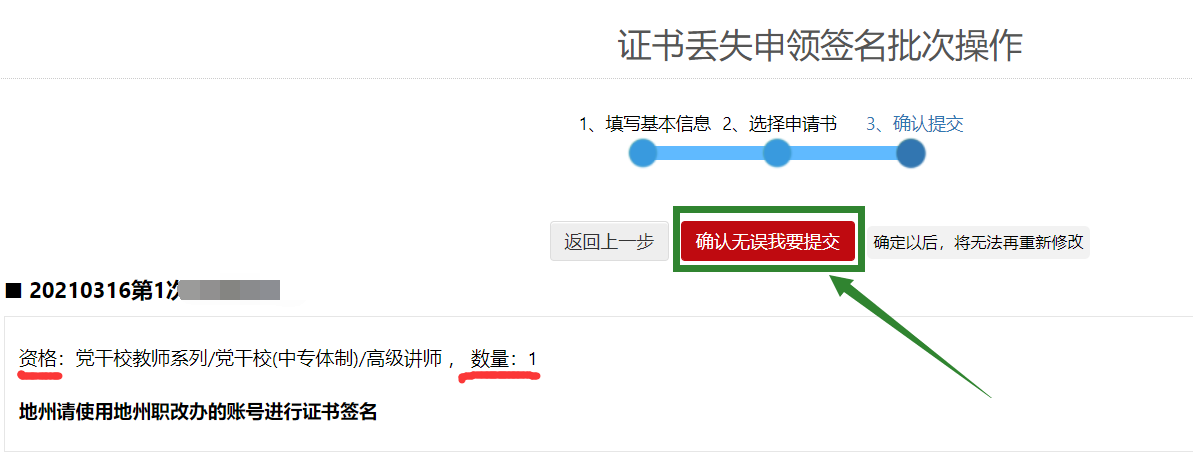 证书丢失申领签名批次操作
1、填写基本信息 2、选择申请书 3、确认提交
返回上一步 确认无误我要提交 确定以后，将无法再重新修改
■ 20210316第1次
资格：党干校教师系列/党干校(中专体制)/高级讲师 ， 数量：1
地州请使用地州职改办的账号进行证书签名